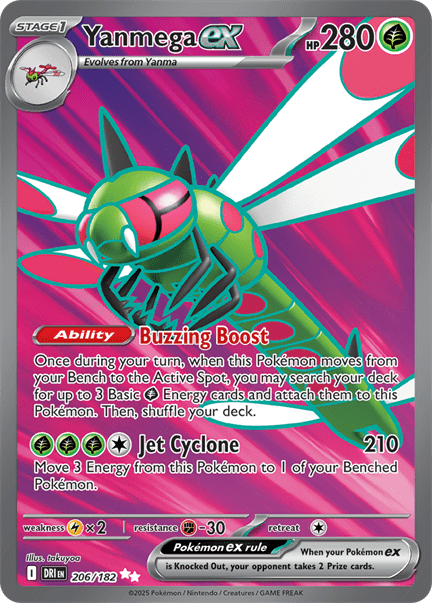 STAGE 1
Yanmega ex
HP 280
Evolves from Yanma
Ability Buzzing Boost
Once during your turn, when this Pokémon moves from
your Bench to the Active Spot, you may search your deck
for up to 3 Basic Energy cards and attach them to this
Pokémon. Then, shuffle your deck.
Jet Cyclone 210
Move 3 Energy from this Pokémon to 1 of your Benched
Pokémon.
weakness ×2 resistance -30 retreat
Illus. takuyoa
I DRI EN 206/182
Pokémon ex rule
When your Pokémon ex
is Knocked Out, your opponent takes 2 Prize cards.
©2025 Pokémon / Nintendo / Creatures / GAME FREAK